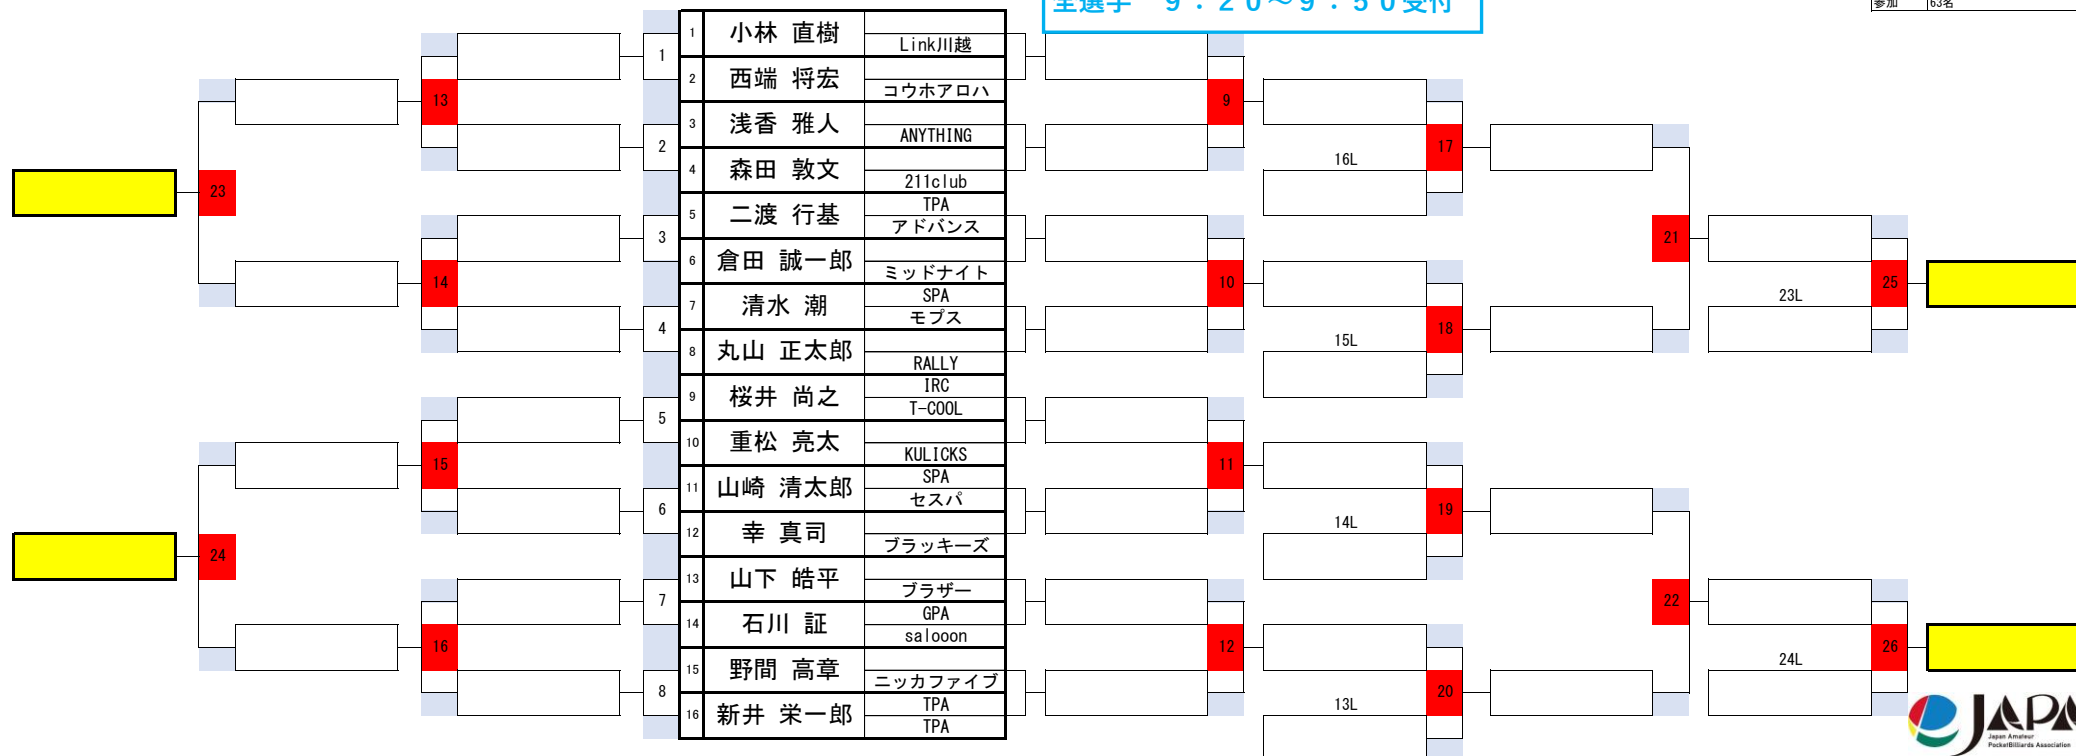 全選手 9:20～9:50受付
参加 63名
1 小林 直樹 Link川越
2 西端 将宏 コウホアロハ
3 浅香 雅人 ANYTHING
4 森田 敦文 211club
5 二渡 行基 TPA アドバンス
6 倉田 誠一郎 ミッドナイト
7 清水 潮 SPA モプス
8 丸山 正太郎 RALLY
9 桜井 尚之 IRC T-COOL
10 重松 亮太 KULICKS
11 山崎 清太郎 SPA セスパ
12 幸 真司 ブラッキーズ
13 山下 皓平 ブラザー
14 石川 証 GPA salooon
15 野間 高章 ニッカファイブ
16 新井 栄一郎 TPA TPA
1
2
3
4
5
6
7
8
13
14
15
16
23
24
9
10
11
12
16L
15L
14L
13L
17
18
19
20
21
22
23L
24L
25
26
JAPA
Japan Amateur
PocketBilliards Association